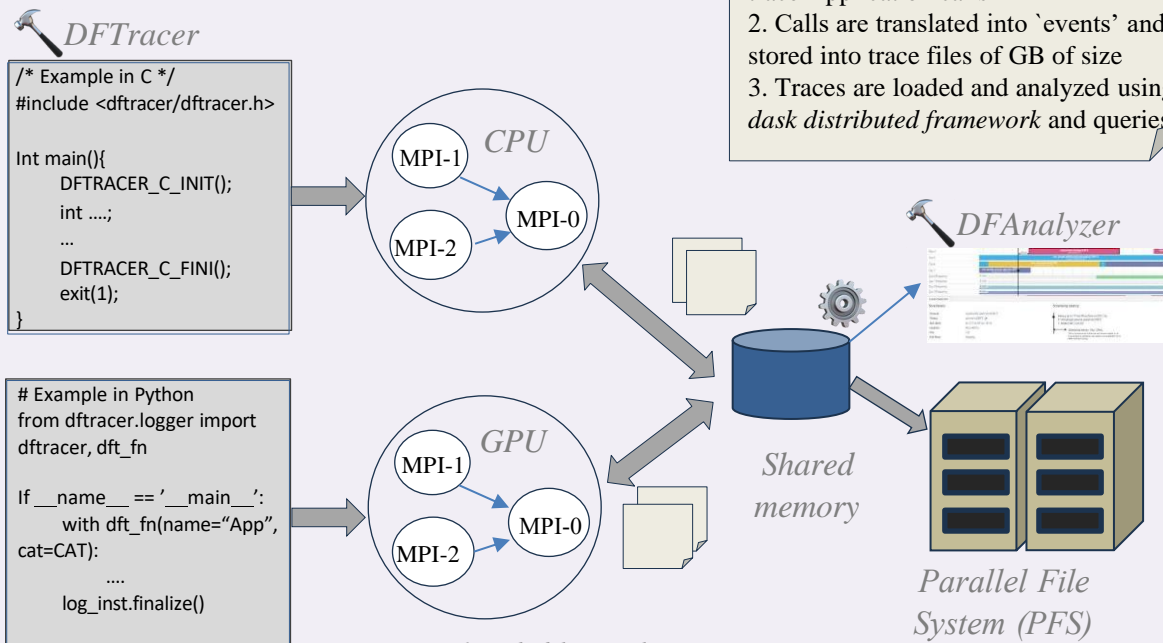 DFTracer
/* Example in C */
#include <dftracer/dftracer.h>
Int main(){
DFTRACER_C_INIT();
int ....;
...
DFTRACER_C_FINI();
exit(1);
}
# Example in Python
from dftracer.logger import
dftracer, dft_fn
If __name__ == '__main__':
with dft_fn(name=“App”,
cat=CAT):
....
log_inst.finalize()
CPU
MPI-1
MPI-0
MPI-2
GPU
MPI-1
MPI-0
MPI-2
2. Calls are translated into `events’ and
stored into trace files of GB of size
3. Traces are loaded and analyzed using
dask distributed framework and queries
DFAnalyzer
Shared
memory
Parallel File
System (PFS)